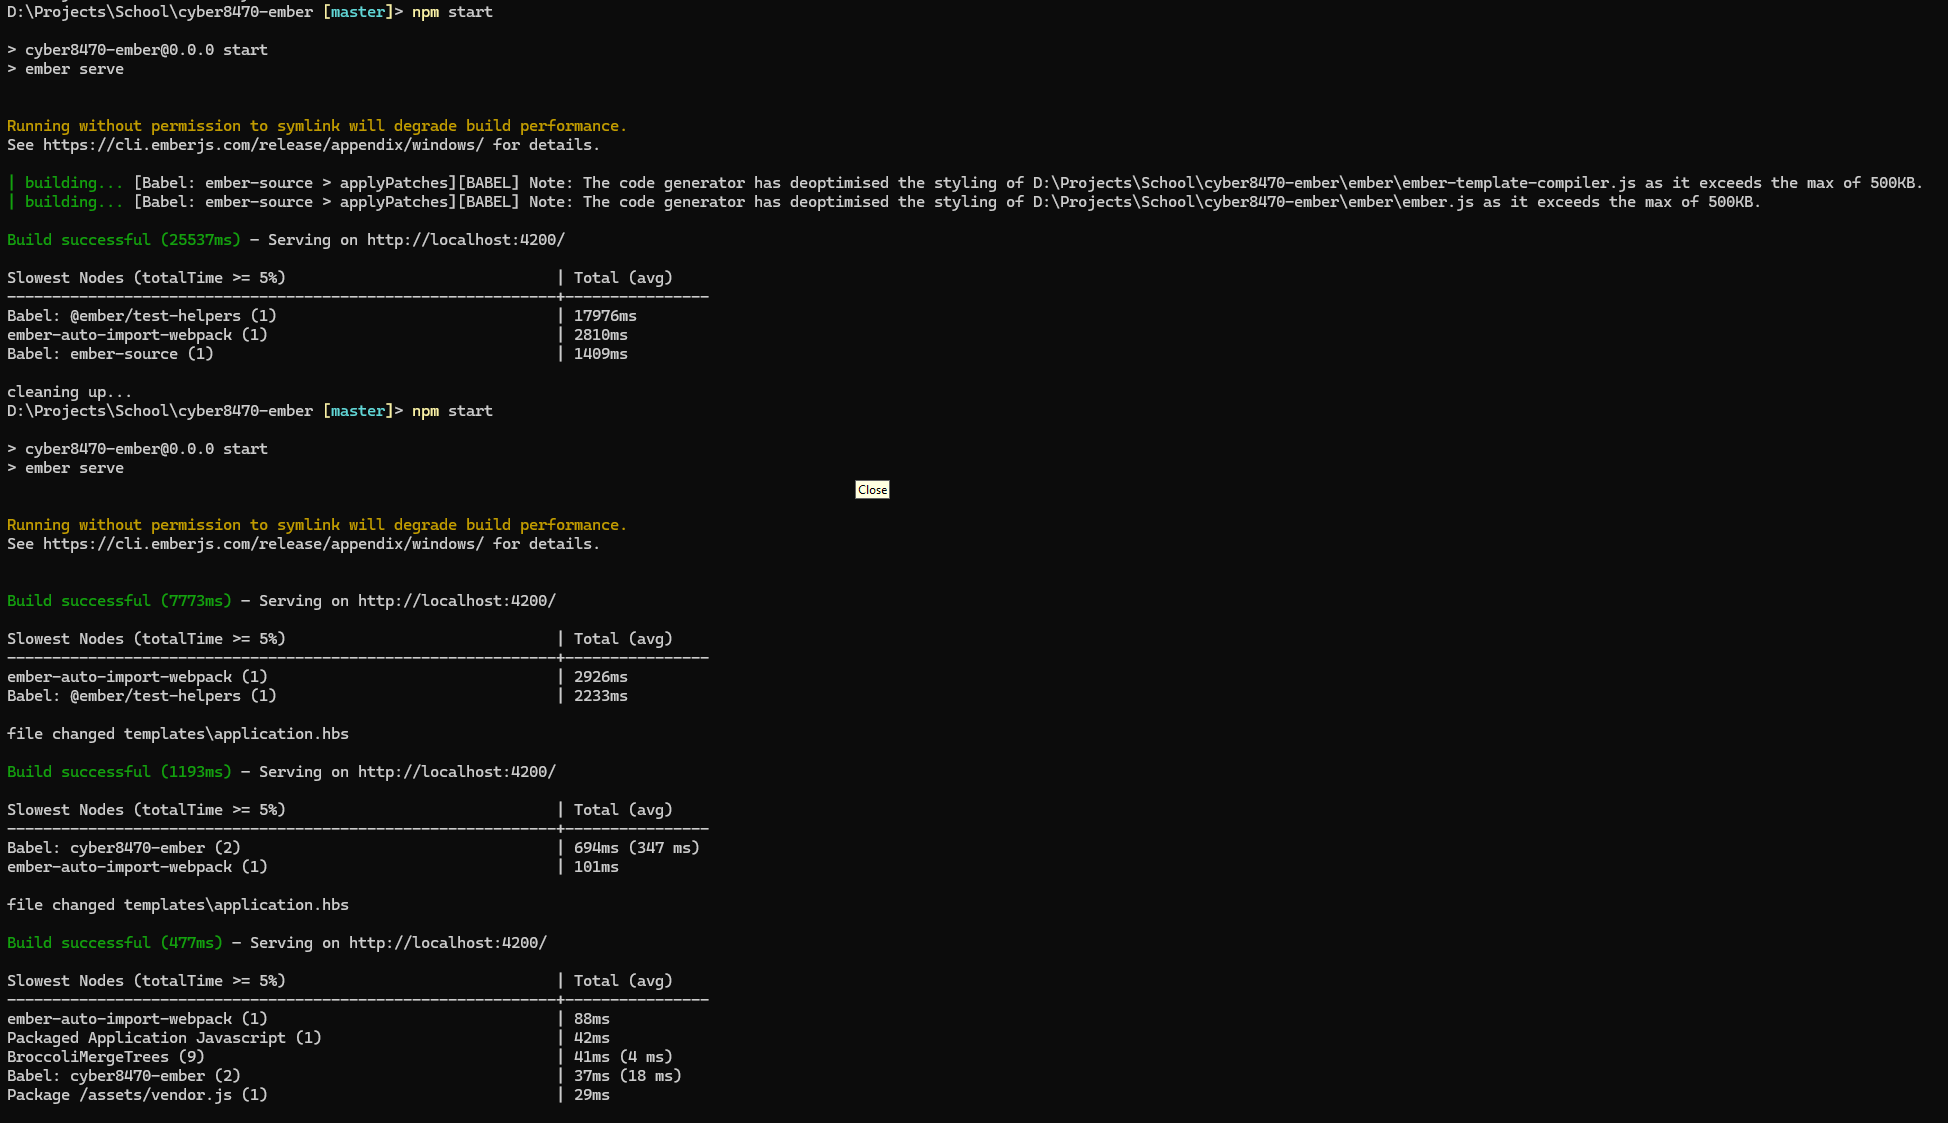 D:\Projects\School\cyber8470-ember [master]> npm start
> cyber8470-ember@0.0.0 start
> ember serve
Running without permission to symlink will degrade build performance.
See https://cli.emberjs.com/release/appendix/windows/ for details.
| building... [Babel: ember-source > applyPatches][BABEL] Note: The code generator has deoptimised the styling of D:\Projects\School\cyber8470-ember\ember\ember-template-compiler.js as it exceeds the max of 500KB.
| building... [Babel: ember-source > applyPatches][BABEL] Note: The code generator has deoptimised the styling of D:\Projects\School\cyber8470-ember\ember\ember.js as it exceeds the max of 500KB.
Build successful (25537ms) – Serving on http://localhost:4200/
Slowest Nodes (totalTime >= 5%) | Total (avg)
-------------------------------------------------------------+----------------
Babel: @ember/test-helpers (1) | 17976ms
ember-auto-import-webpack (1) | 2810ms
Babel: ember-source (1) | 1409ms
cleaning up...
D:\Projects\School\cyber8470-ember [master]> npm start
> cyber8470-ember@0.0.0 start
> ember serve
Close
Running without permission to symlink will degrade build performance.
See https://cli.emberjs.com/release/appendix/windows/ for details.
Build successful (7773ms) – Serving on http://localhost:4200/
Slowest Nodes (totalTime >= 5%) | Total (avg)
-------------------------------------------------------------+----------------
ember-auto-import-webpack (1) | 2926ms
Babel: @ember/test-helpers (1) | 2233ms
file changed templates\application.hbs
Build successful (1193ms) – Serving on http://localhost:4200/
Slowest Nodes (totalTime >= 5%) | Total (avg)
-------------------------------------------------------------+----------------
Babel: cyber8470-ember (2) | 694ms (347 ms)
ember-auto-import-webpack (1) | 101ms
file changed templates\application.hbs
Build successful (477ms) – Serving on http://localhost:4200/
Slowest Nodes (totalTime >= 5%) | Total (avg)
-------------------------------------------------------------+----------------
ember-auto-import-webpack (1) | 88ms
Packaged Application Javascript (1) | 42ms
BroccoliMergeTrees (9) | 41ms (4 ms)
Babel: cyber8470-ember (2) | 37ms (18 ms)
Package /assets/vendor.js (1) | 29ms